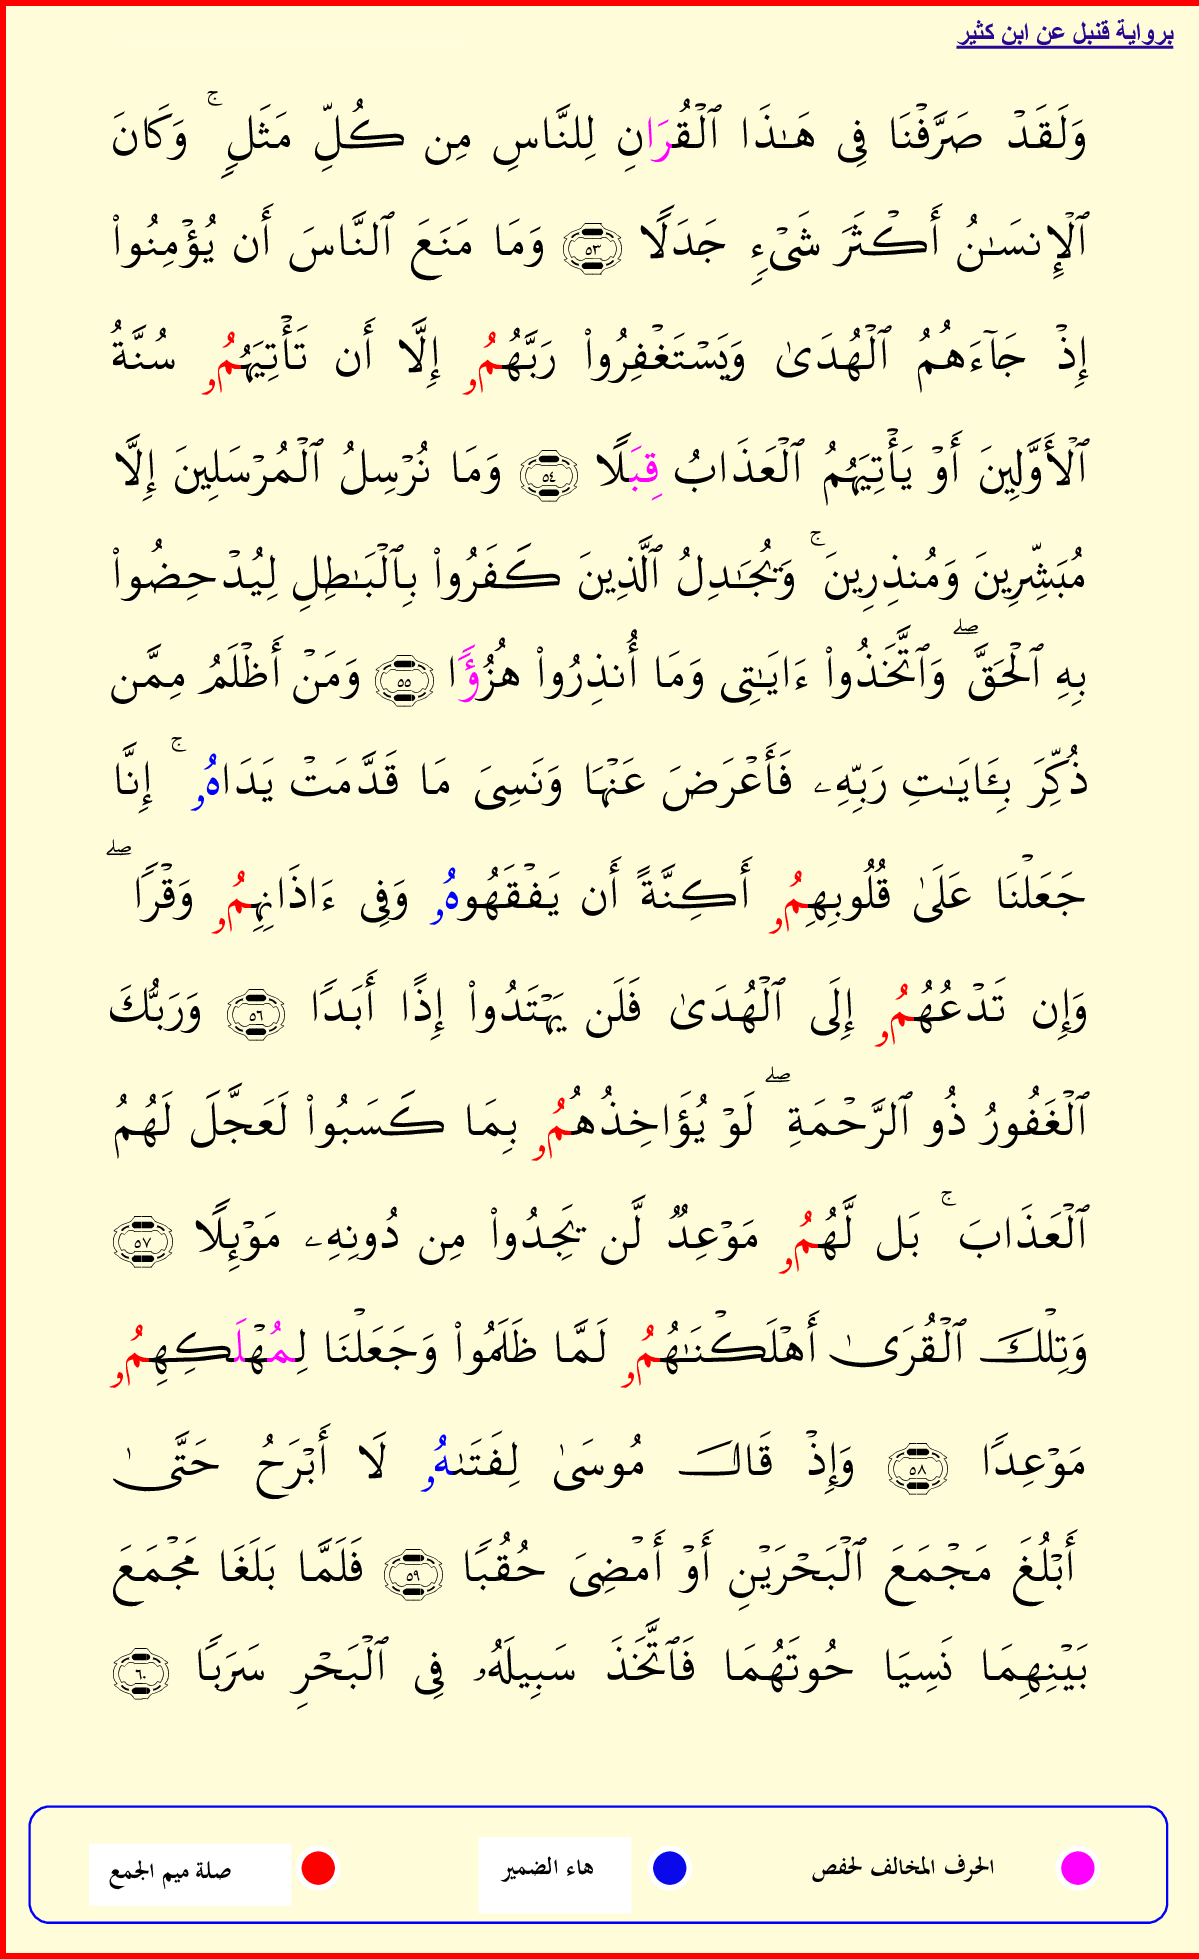 برواية قنبل عن ابن كثير
وَلَقَدۡ صَرَّفۡنَا فِى هَـٰذَا ٱلۡقُرَانِ لِلنَّاسِ مِن كُلِّ مَثَلٍۚ وَكَانَ
ٱلۡإِنسَـٰنُ أَكۡثَرَ شَىۡءٍ جَدَلًا ٥٣ وَمَا مَنَعَ ٱلنَّاسَ أَن يُؤۡمِنُواْ
إِذۡ جَآءَهُمُ ٱلۡهُدَىٰ وَيَسۡتَغۡفِرُواْ رَبَّهُمُۥ إِلَّا أَن تَأۡتِيَهُمُۥ سُنَّةُ
ٱلۡأَوَّلِينَ أَوۡ يَأۡتِيَهُمُ ٱلۡعَذَابُ قِبَلًا ٥٤ وَمَا نُرۡسِلُ ٱلۡمُرۡسَلِينَ إِلَّا
مُبَشِّرِينَ وَمُنذِرِينَۚ وَيُجَـٰدِلُ ٱلَّذِينَ كَفَرُواْ بِٱلۡبَـٰطِلِ لِيُدۡحِضُواْ
بِهِ ٱلۡحَقَّۖ وَٱتَّخَذُواْ ءَايَـٰتِى وَمَا أُنذِرُواْ هُزُؤًا ٥٥ وَمَنۡ أَظۡلَمُ مِمَّن
ذُكِّرَ بِـَٔايَـٰتِ رَبِّهِۦ فَأَعۡرَضَ عَنۡهَا وَنَسِىَ مَا قَدَّمَتۡ يَدَاهُۥۚ إِنَّا
جَعَلۡنَا عَلَىٰ قُلُوبِهِمُۥ أَكِنَّةً أَن يَفۡقَهُوهُۥ وَفِى ءَاذَانِهِمُۥ وَقۡرًاۖ
وَإِن تَدۡعُهُمُۥ إِلَى ٱلۡهُدَىٰ فَلَن يَهۡتَدُواْ إِذًا أَبَدًا ٥٦ وَرَبُّكَ
ٱلۡغَفُورُ ذُو ٱلرَّحۡمَةِۖ لَوۡ يُؤَاخِذُهُمُۥ بِمَا كَسَبُواْ لَعَجَّلَ لَهُمُ
ٱلۡعَذَابَۚ بَل لَّهُمُۥ مَوۡعِدٌ لَّن يَجِدُواْ مِن دُونِهِۦ مَوۡئِلًا ٥٧
وَتِلۡكَ ٱلۡقُرَىٰ أَهۡلَكۡنَـٰهُمُۥ لَمَّا ظَلَمُواْ وَجَعَلۡنَا لِمُهۡلَكِهِمُۥ
مَوۡعِدًا ٥٨ وَإِذۡ قَالَ مُوسَىٰ لِفَتَىٰهُۥ لَا أَبۡرَحُ حَتَّىٰ
أَبۡلُغَ مَجۡمَعَ ٱلۡبَحۡرَيۡنِ أَوۡ أَمۡضِىَ حُقُبًا ٥٩ فَلَمَّا بَلَغَا مَجۡمَعَ
بَيۡنِهِمَا نَسِيَا حُوتَهُمَا فَٱتَّخَذَ سَبِيلَهُۥ فِى ٱلۡبَحۡرِ سَرَبًا ٦٠
الحرف المخالف لحفص هاء الضمير صلة ميم الجمع